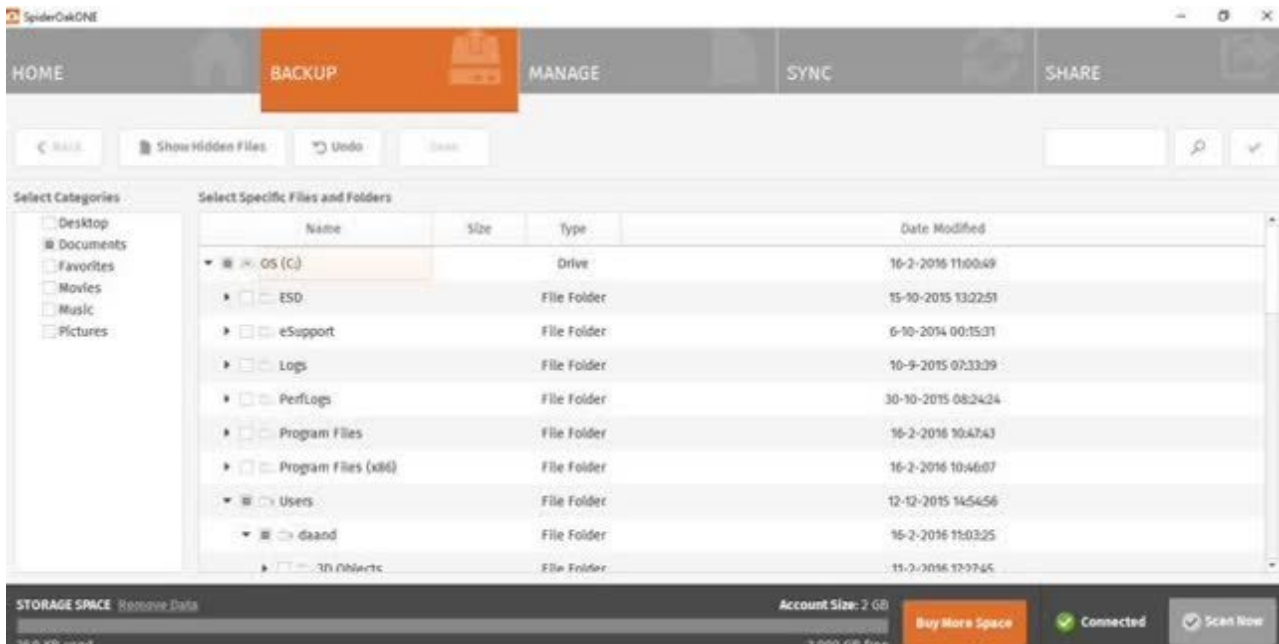 SpiderOakONE
HOME BACKUP MANAGE SYNC SHARE
Show Hidden Files Undo
Select Categories Select Specific Files and Folders
Desktop
Documents
Favorites
Movies
Music
Pictures
Name Size Type Date Modified
OS (C:) Drive 16-2-2016 11:00:49
ESD File Folder 15-10-2015 13:22:51
eSupport File Folder 6-10-2014 00:15:31
Logs File Folder 10-9-2015 07:33:39
PerfLogs File Folder 30-10-2015 08:24:24
Program Files File Folder 16-2-2016 10:47:43
Program Files (x86) File Folder 16-2-2016 10:46:07
Users File Folder 12-12-2015 14:54:56
daand File Folder 16-2-2016 11:03:25
3D Objects File Folder 11-2-2016
STORAGE SPACE Remove Data Account Size: 2 GB
Buy More Space Connected Scan Now